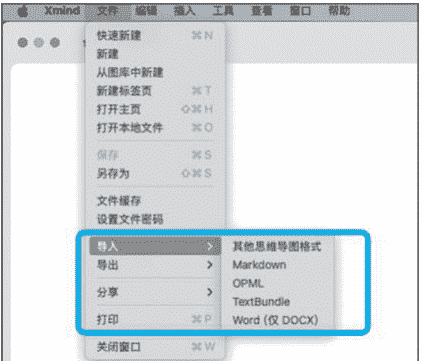 Xmind 文件 编辑 插入 工具 查看 窗口 帮助
快速新建 ⌘ N
新建
从图库中新建
新建标签页 ⌘ T
打开主页 ⇧⌘ H
打开本地文件 ⌘ O
保存 ⌘ S
另存为 ⇧⌘ S
文件缓存
设置文件密码
导入 > 其他思维导图格式
导出 > Markdown
OPML
分享 > TextBundle
打印 ⌘ P Word (仅 DOCX)
关闭窗口 ⌘ W